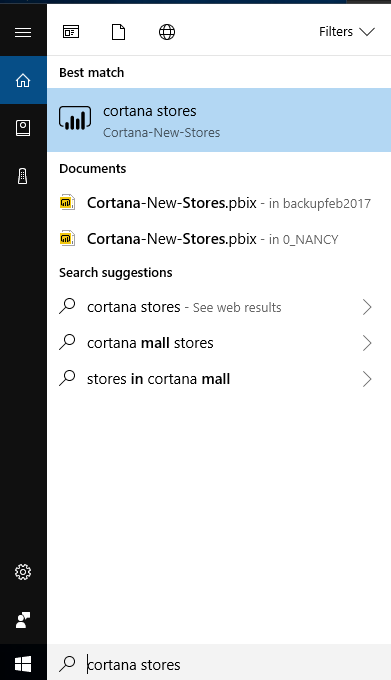 Filters
Best match
cortana stores
Cortana-New-Stores
Documents
Cortana-New-Stores.pbix - in backupfeb2017
Cortana-New-Stores.pbix - in 0_NANCY
Search suggestions
cortana stores - See web results
cortana mall stores
stores in cortana mall
cortana stores